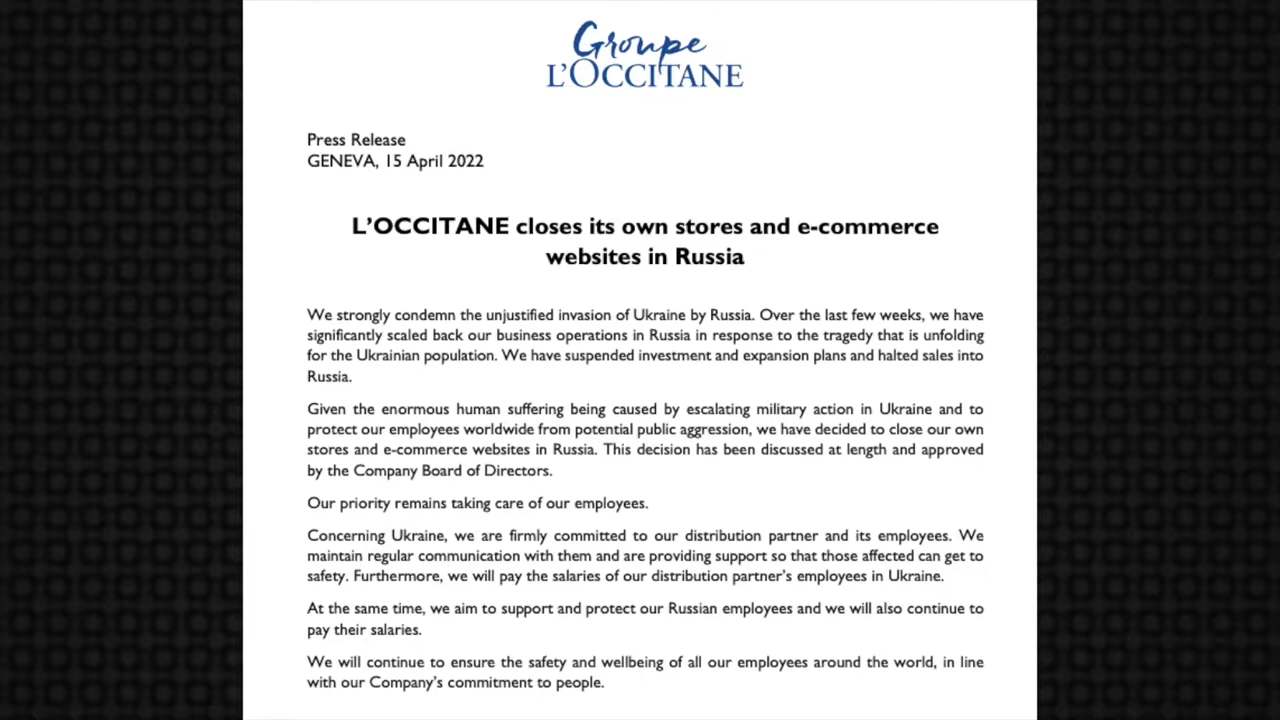 Groupe
L'OCCITANE
Press Release
GENEVA, 15 April 2022
L'OCCITANE closes its own stores and e-commerce
websites in Russia
We strongly condemn the unjustified invasion of Ukraine by Russia. Over the last few weeks, we have
significantly scaled back our business operations in Russia in response to the tragedy that is unfolding
for the Ukrainian population. We have suspended investment and expansion plans and halted sales into
Russia.
Given the enormous human suffering being caused by escalating military action in Ukraine and to
protect our employees worldwide from potential public aggression, we have decided to close our own
stores and e-commerce websites in Russia. This decision has been discussed at length and approved
by the Company Board of Directors.
Our priority remains taking care of our employees.
Concerning Ukraine, we are firmly committed to our distribution partner and its employees. We
maintain regular communication with them and are providing support so that those affected can get to
safety. Furthermore, we will pay the salaries of our distribution partner's employees in Ukraine.
At the same time, we aim to support and protect our Russian employees and we will also continue to
pay their salaries.
We will continue to ensure the safety and wellbeing of all our employees around the world, in line
with our Company's commitment to people.